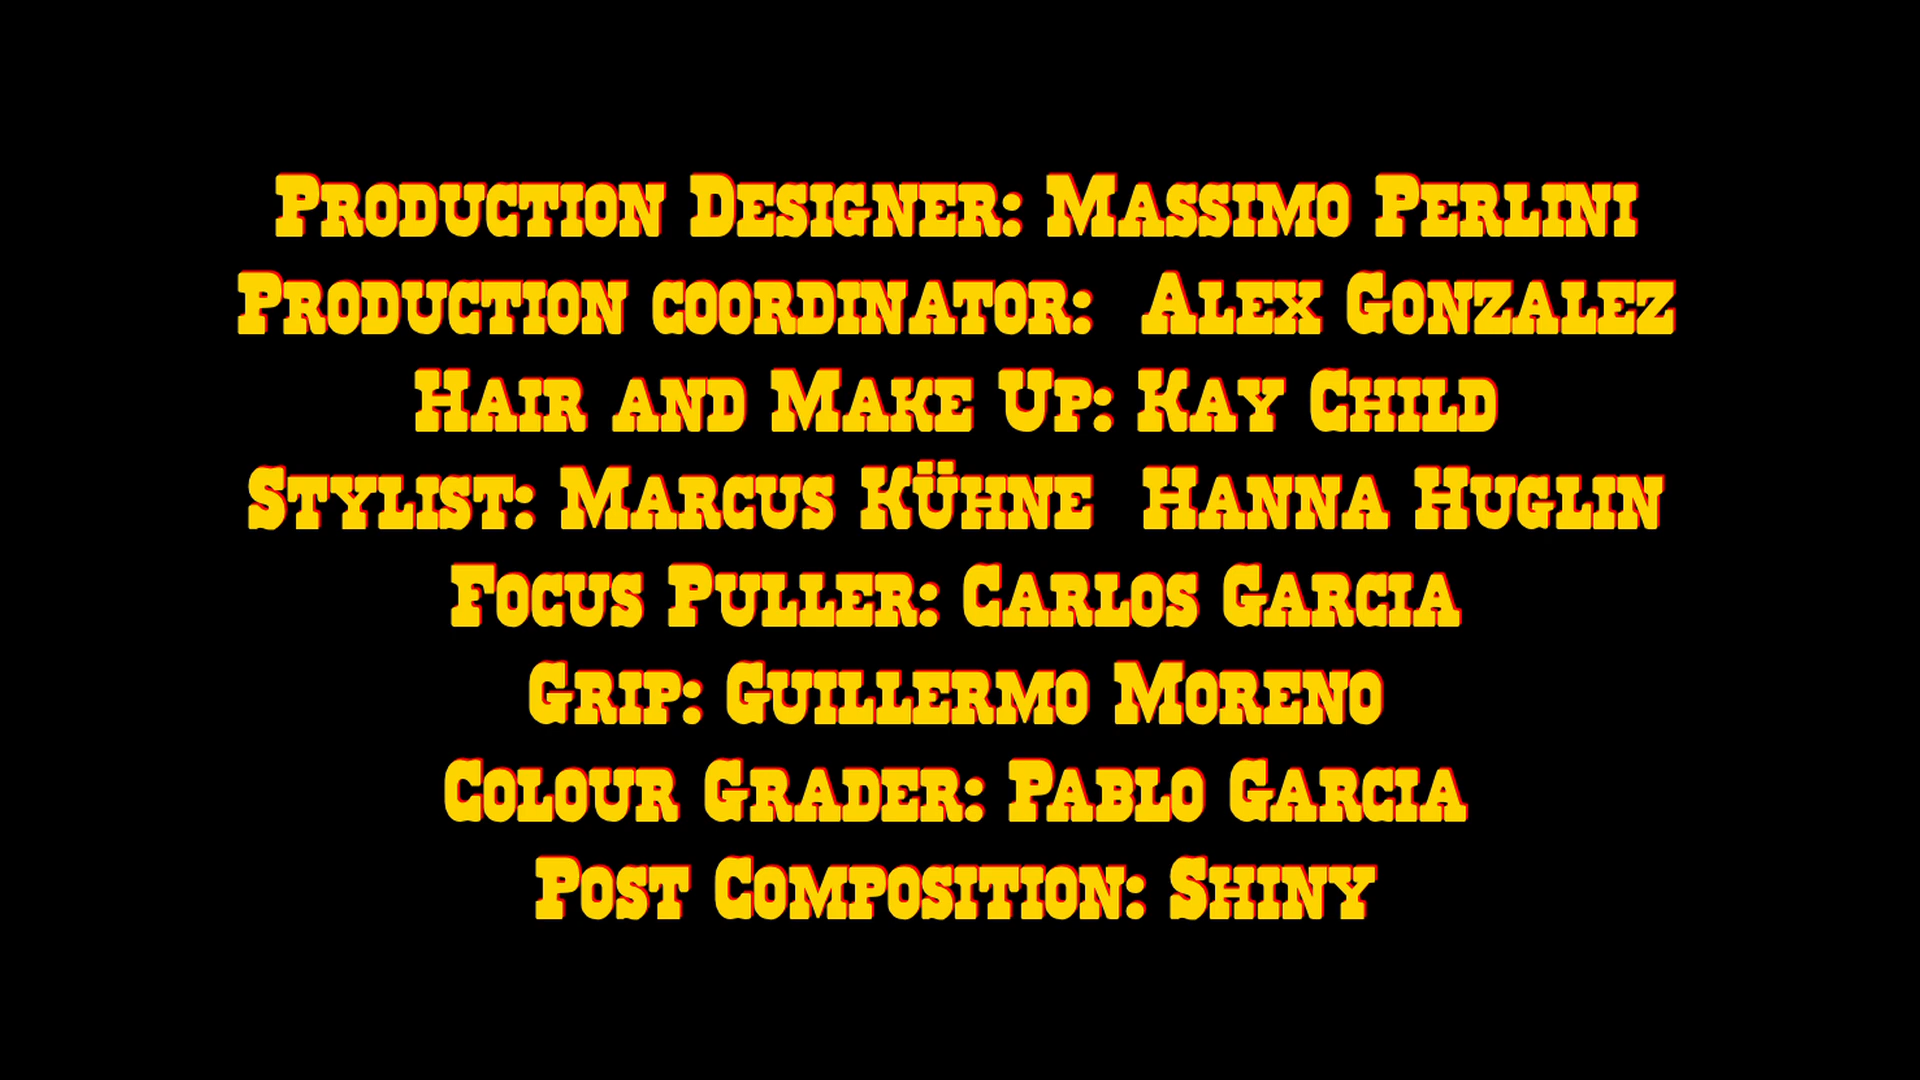 Production Designer: Massimo Perlini
Production coordinator: Alex Gonzalez
Hair and Make Up: Kay Child
Stylist: Marcus Kühne Hanna Huglin
Focus Puller: Carlos Garcia
Grip: Guillermo Moreno
Colour Grader: Pablo Garcia
Post Composition: Shiny